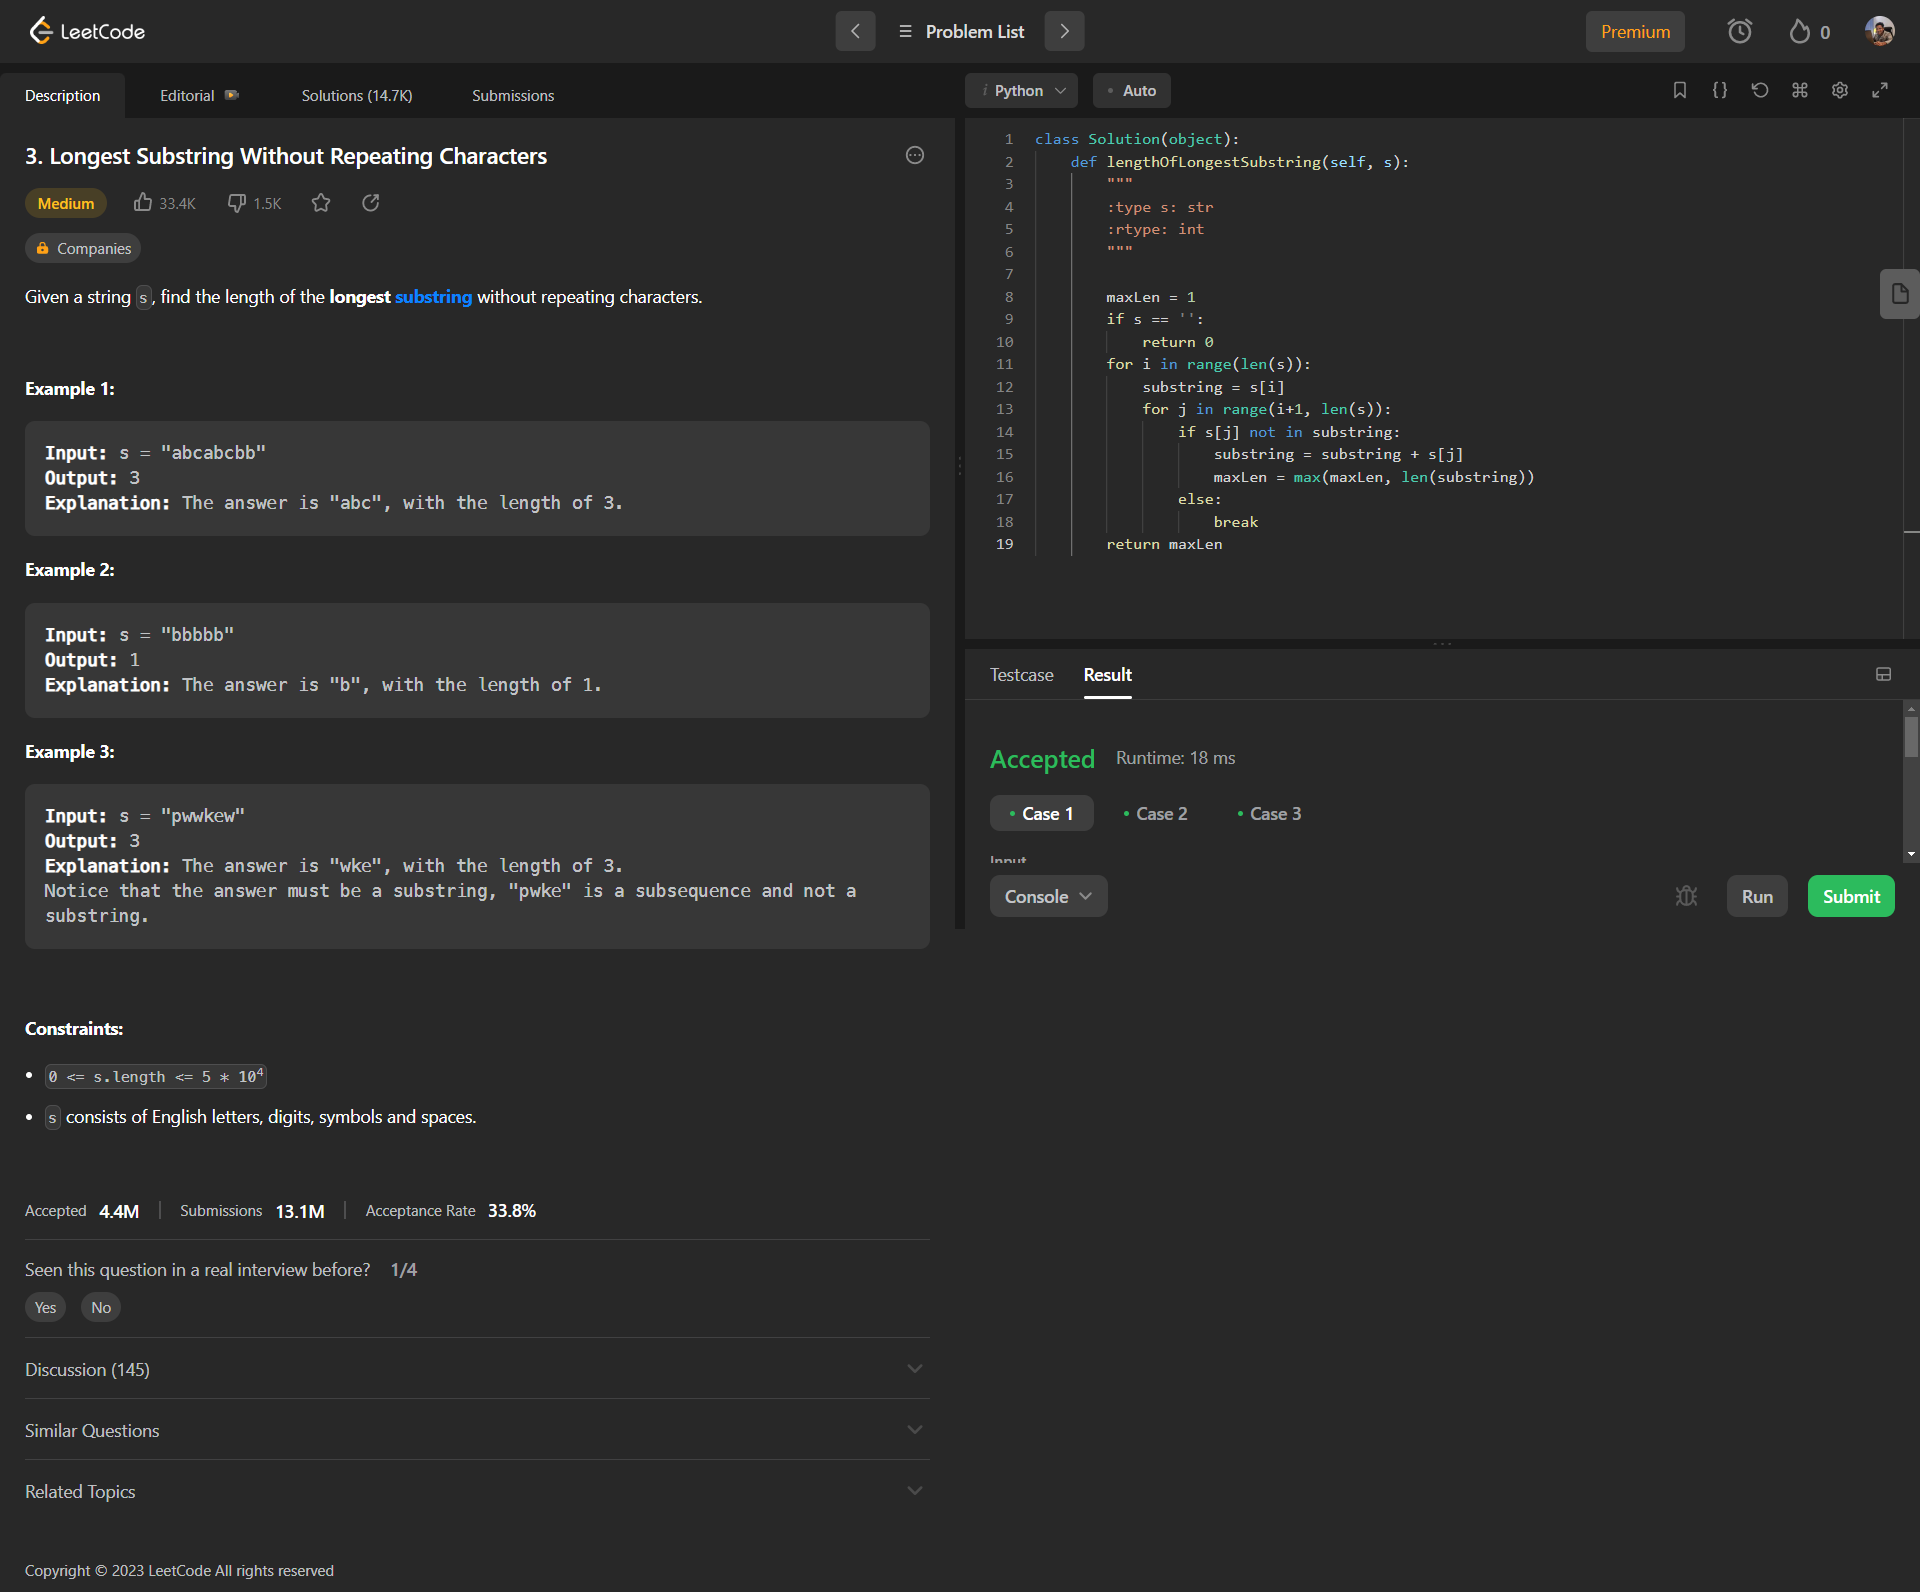 LeetCode
Problem List
Premium
0
Description
Editorial
Solutions (14.7K)
Submissions
3. Longest Substring Without Repeating Characters
Medium
33.4K
1.5K
Companies
Given a string s, find the length of the longest substring without repeating characters.
Example 1:
Input: s = "abcabcbb"
Output: 3
Explanation: The answer is "abc", with the length of 3.
Example 2:
Input: s = "bbbbb"
Output: 1
Explanation: The answer is "b", with the length of 1.
Example 3:
Input: s = "pwwkew"
Output: 3
Explanation: The answer is "wke", with the length of 3.
Notice that the answer must be a substring, "pwke" is a subsequence and not a
substring.
Constraints:
• 0 <= s.length <= 5 * 10⁴
• s consists of English letters, digits, symbols and spaces.
Accepted 4.4M | Submissions 13.1M | Acceptance Rate 33.8%
Seen this question in a real interview before? 1/4
Yes No
Discussion (145)
Similar Questions
Related Topics
Copyright © 2023 LeetCode All rights reserved
i Python
• Auto
{}
1 class Solution(object):
2     def lengthOfLongestSubstring(self, s):
3         """
4         :type s: str
5         :rtype: int
6         """
7
8         maxLen = 1
9         if s == '':
10             return 0
11         for i in range(len(s)):
12             substring = s[i]
13             for j in range(i+1, len(s)):
14                 if s[j] not in substring:
15                     substring = substring + s[j]
16                     maxLen = max(maxLen, len(substring))
17                 else:
18                     break
19         return maxLen
Testcase
Result
Accepted Runtime: 18 ms
• Case 1 • Case 2 • Case 3
Input
Console
Run
Submit